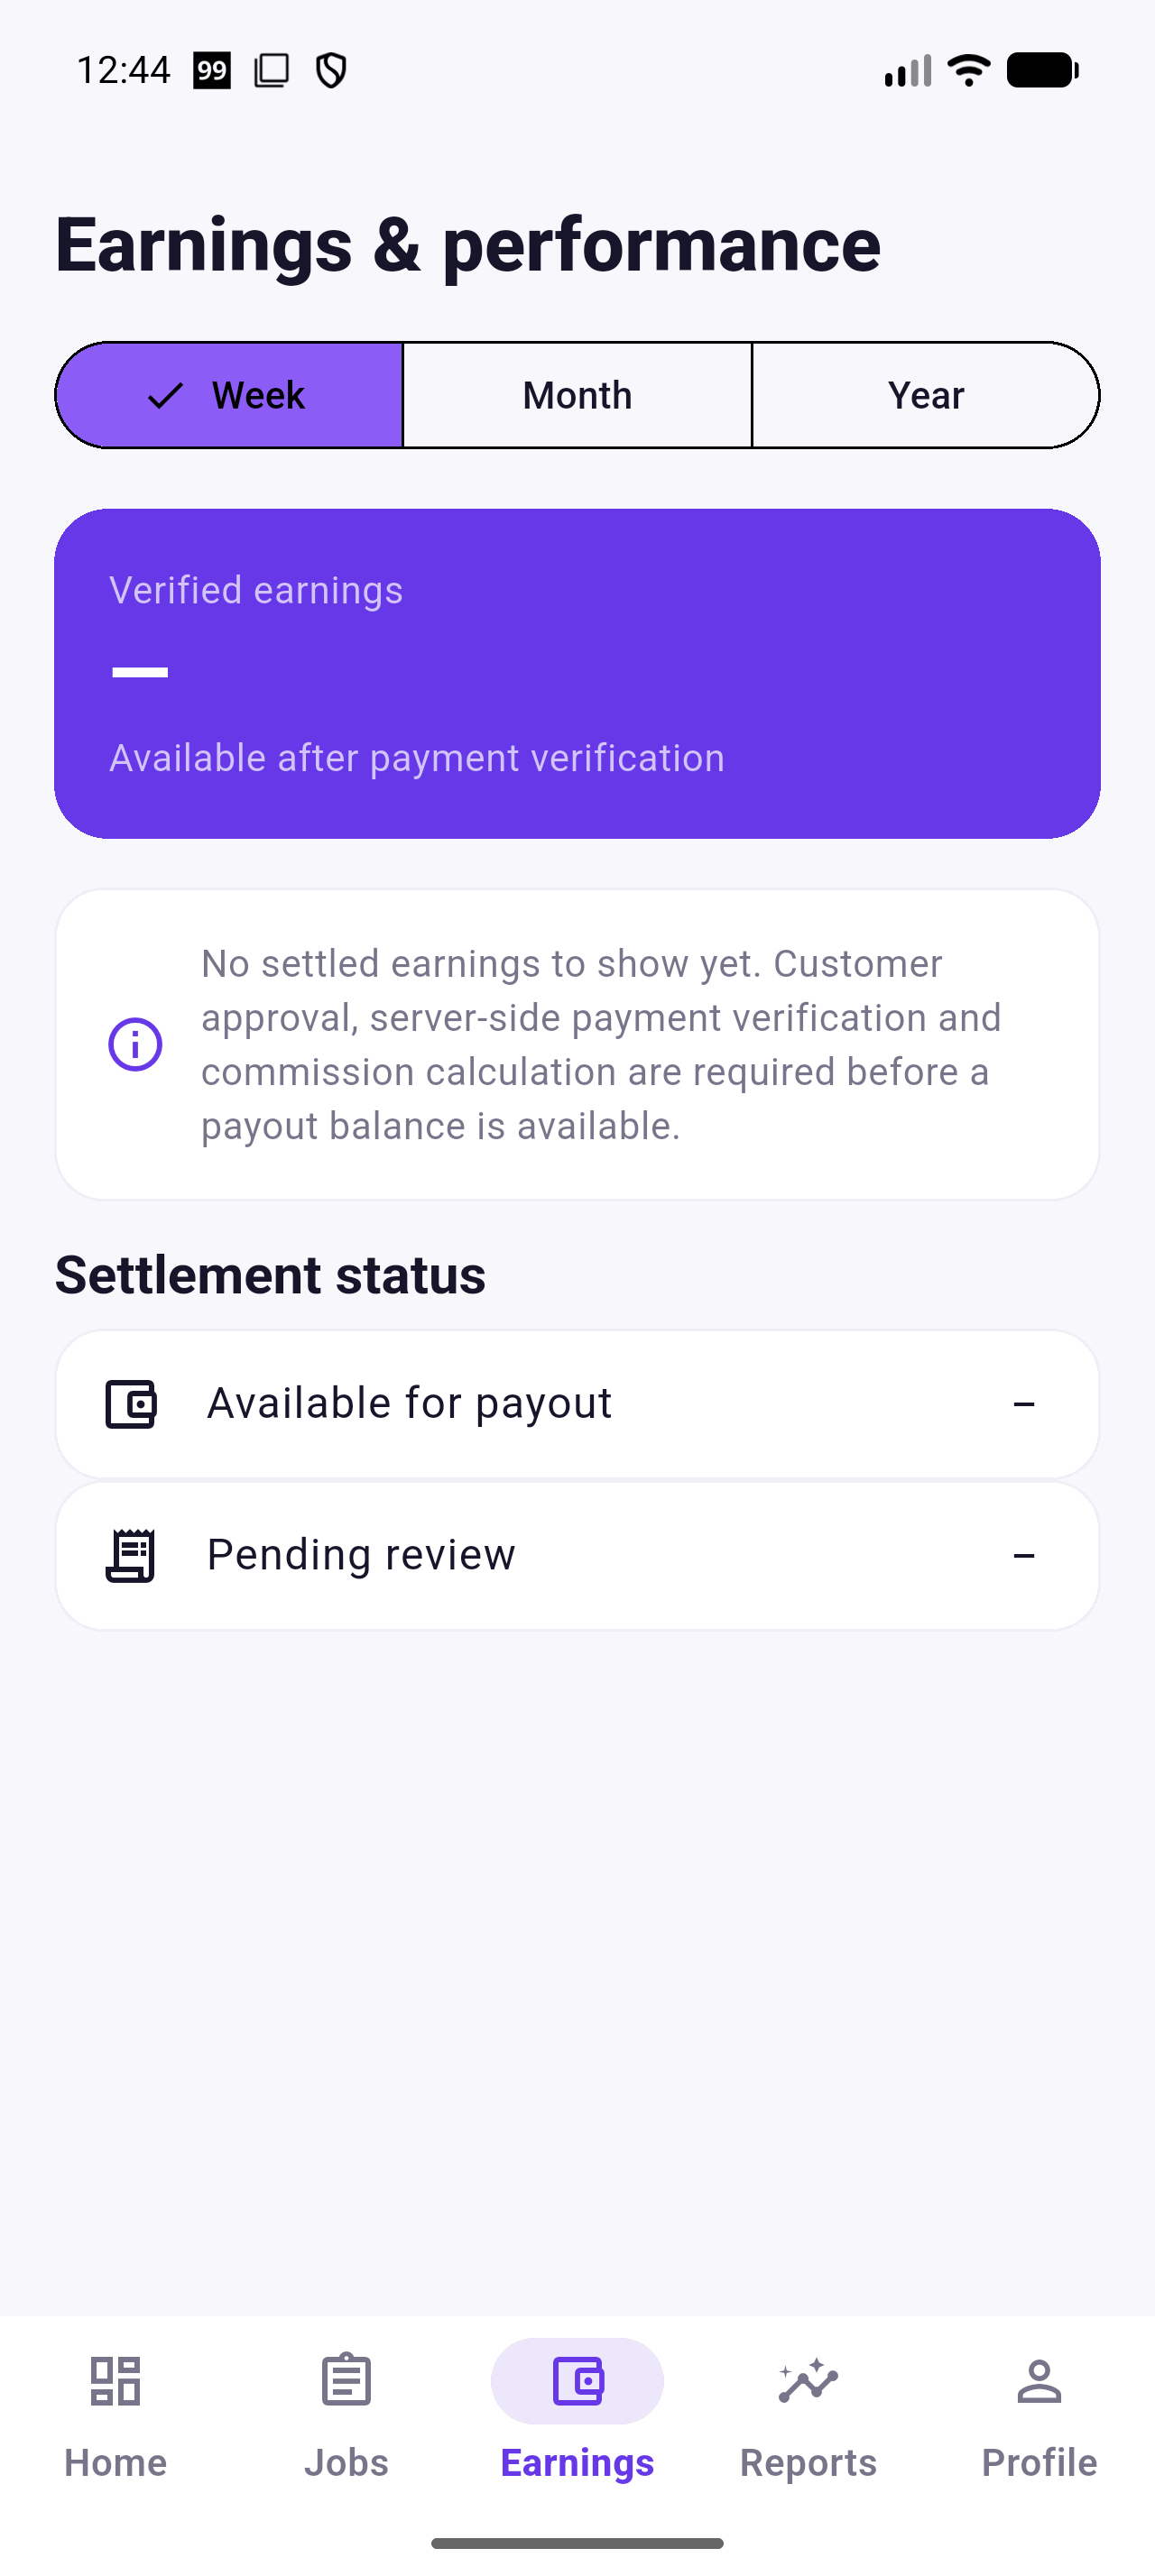 12:44 99
Earnings & performance
Week Month Year
Verified earnings
—
Available after payment verification
No settled earnings to show yet. Customer
approval, server-side payment verification and
commission calculation are required before a
payout balance is available.
Settlement status
Available for payout –
Pending review –
Home Jobs Earnings Reports Profile